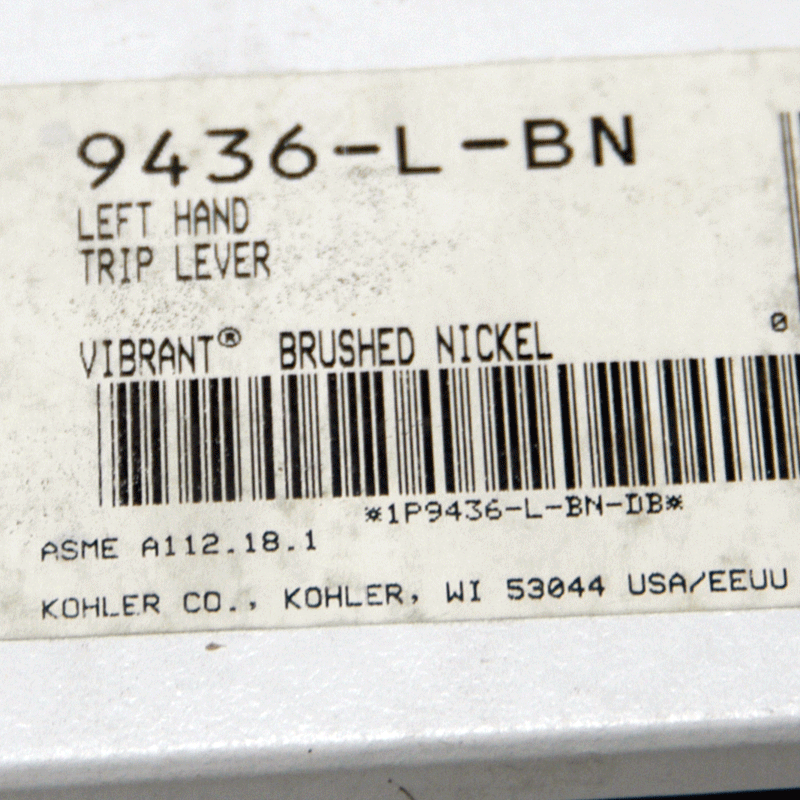 9436-L-BN
LEFT HAND
TRIP LEVER
VIBRANT® BRUSHED NICKEL
0
*1P9436-L-BN-DB*
ASME A112.18.1
KOHLER CO., KOHLER, WI 53044 USA/EEUU